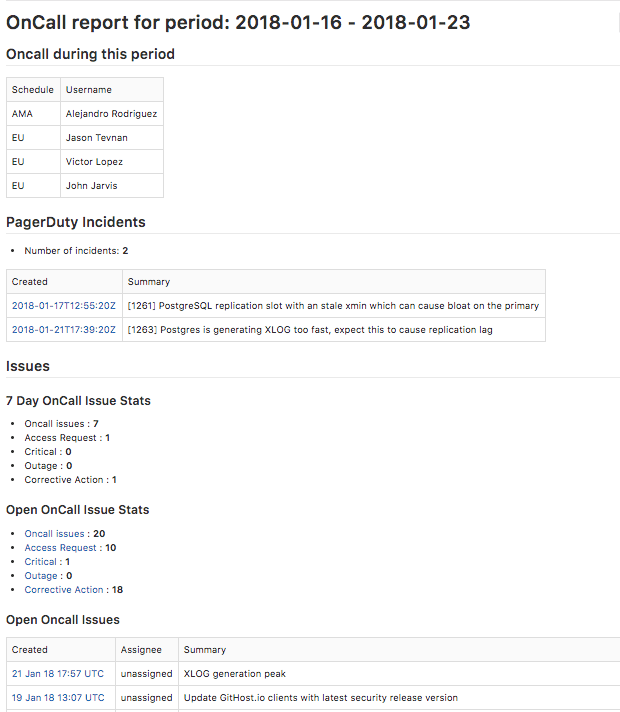 OnCall report for period: 2018-01-16 - 2018-01-23
Oncall during this period
Schedule Username
AMA Alejandro Rodriguez
EU Jason Tevnan
EU Victor Lopez
EU John Jarvis
PagerDuty Incidents
• Number of incidents: 2
Created Summary
2018-01-17T12:55:20Z [1261] PostgreSQL replication slot with an stale xmin which can cause bloat on the primary
2018-01-21T17:39:20Z [1263] Postgres is generating XLOG too fast, expect this to cause replication lag
Issues
7 Day OnCall Issue Stats
• Oncall issues : 7
• Access Request : 1
• Critical : 0
• Outage : 0
• Corrective Action : 1
Open OnCall Issue Stats
• Oncall issues : 20
• Access Request : 10
• Critical : 1
• Outage : 0
• Corrective Action : 18
Open Oncall Issues
Created Assignee Summary
21 Jan 18 17:57 UTC unassigned XLOG generation peak
19 Jan 18 13:07 UTC unassigned Update GitHost.io clients with latest security release version